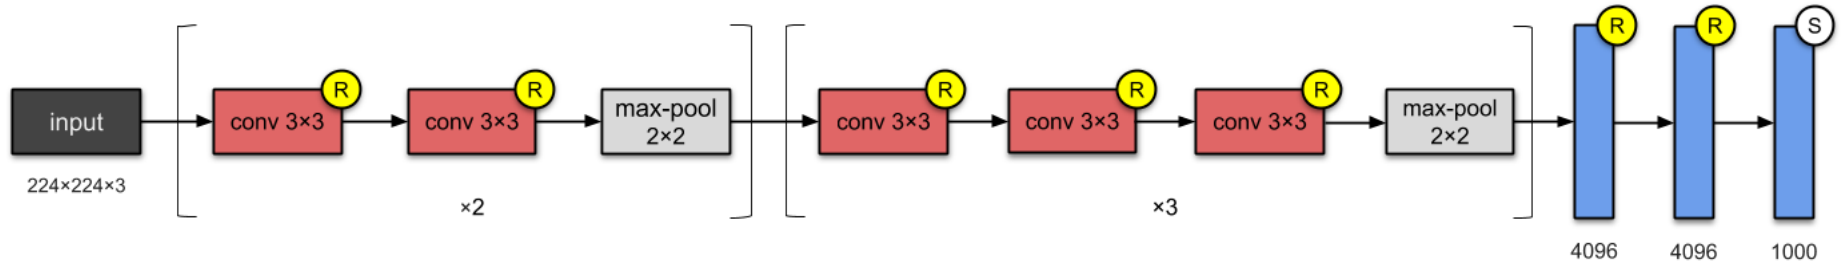 input
224×224×3
conv 3×3
R
conv 3×3
R
max-pool
2×2
×2
conv 3×3
R
conv 3×3
R
conv 3×3
R
max-pool
2×2
×3
R
4096
R
4096
S
1000